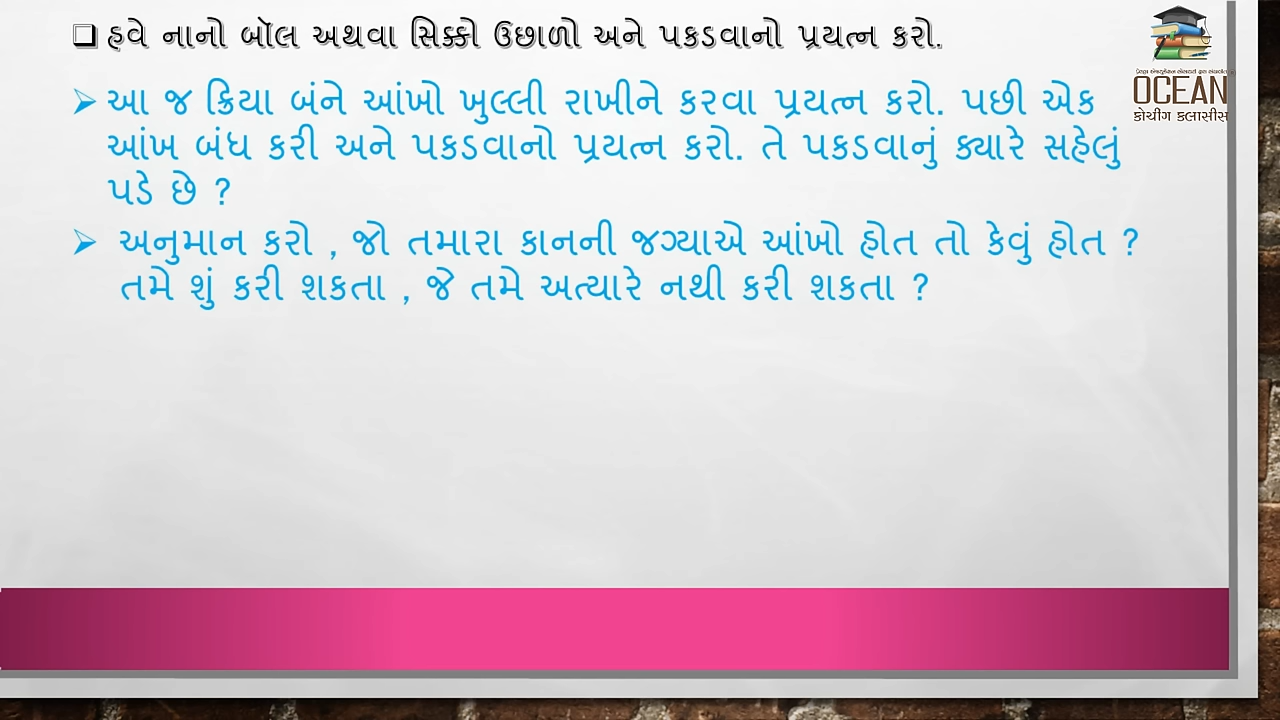 હવે નાનો બૉલ અથવા સિક્કો ઉછાળો અને પકડવાનો પ્રયત્ન કરો.
આ જ ક્રિયા બંને આંખો ખુલ્લી રાખીને કરવા પ્રયત્ન કરો. પછી એક
આંખ બંધ કરી અને પકડવાનો પ્રયત્ન કરો. તે પકડવાનું ક્યારે સહેલું
પડે છે ?
અનુમાન કરો , જો તમારા કાનની જગ્યાએ આંખો હોત તો કેવું હોત ?
તમે શું કરી શકતા , જે તમે અત્યારે નથી કરી શકતા ?
OCEAN
કોચીગ ક્લાસીસ